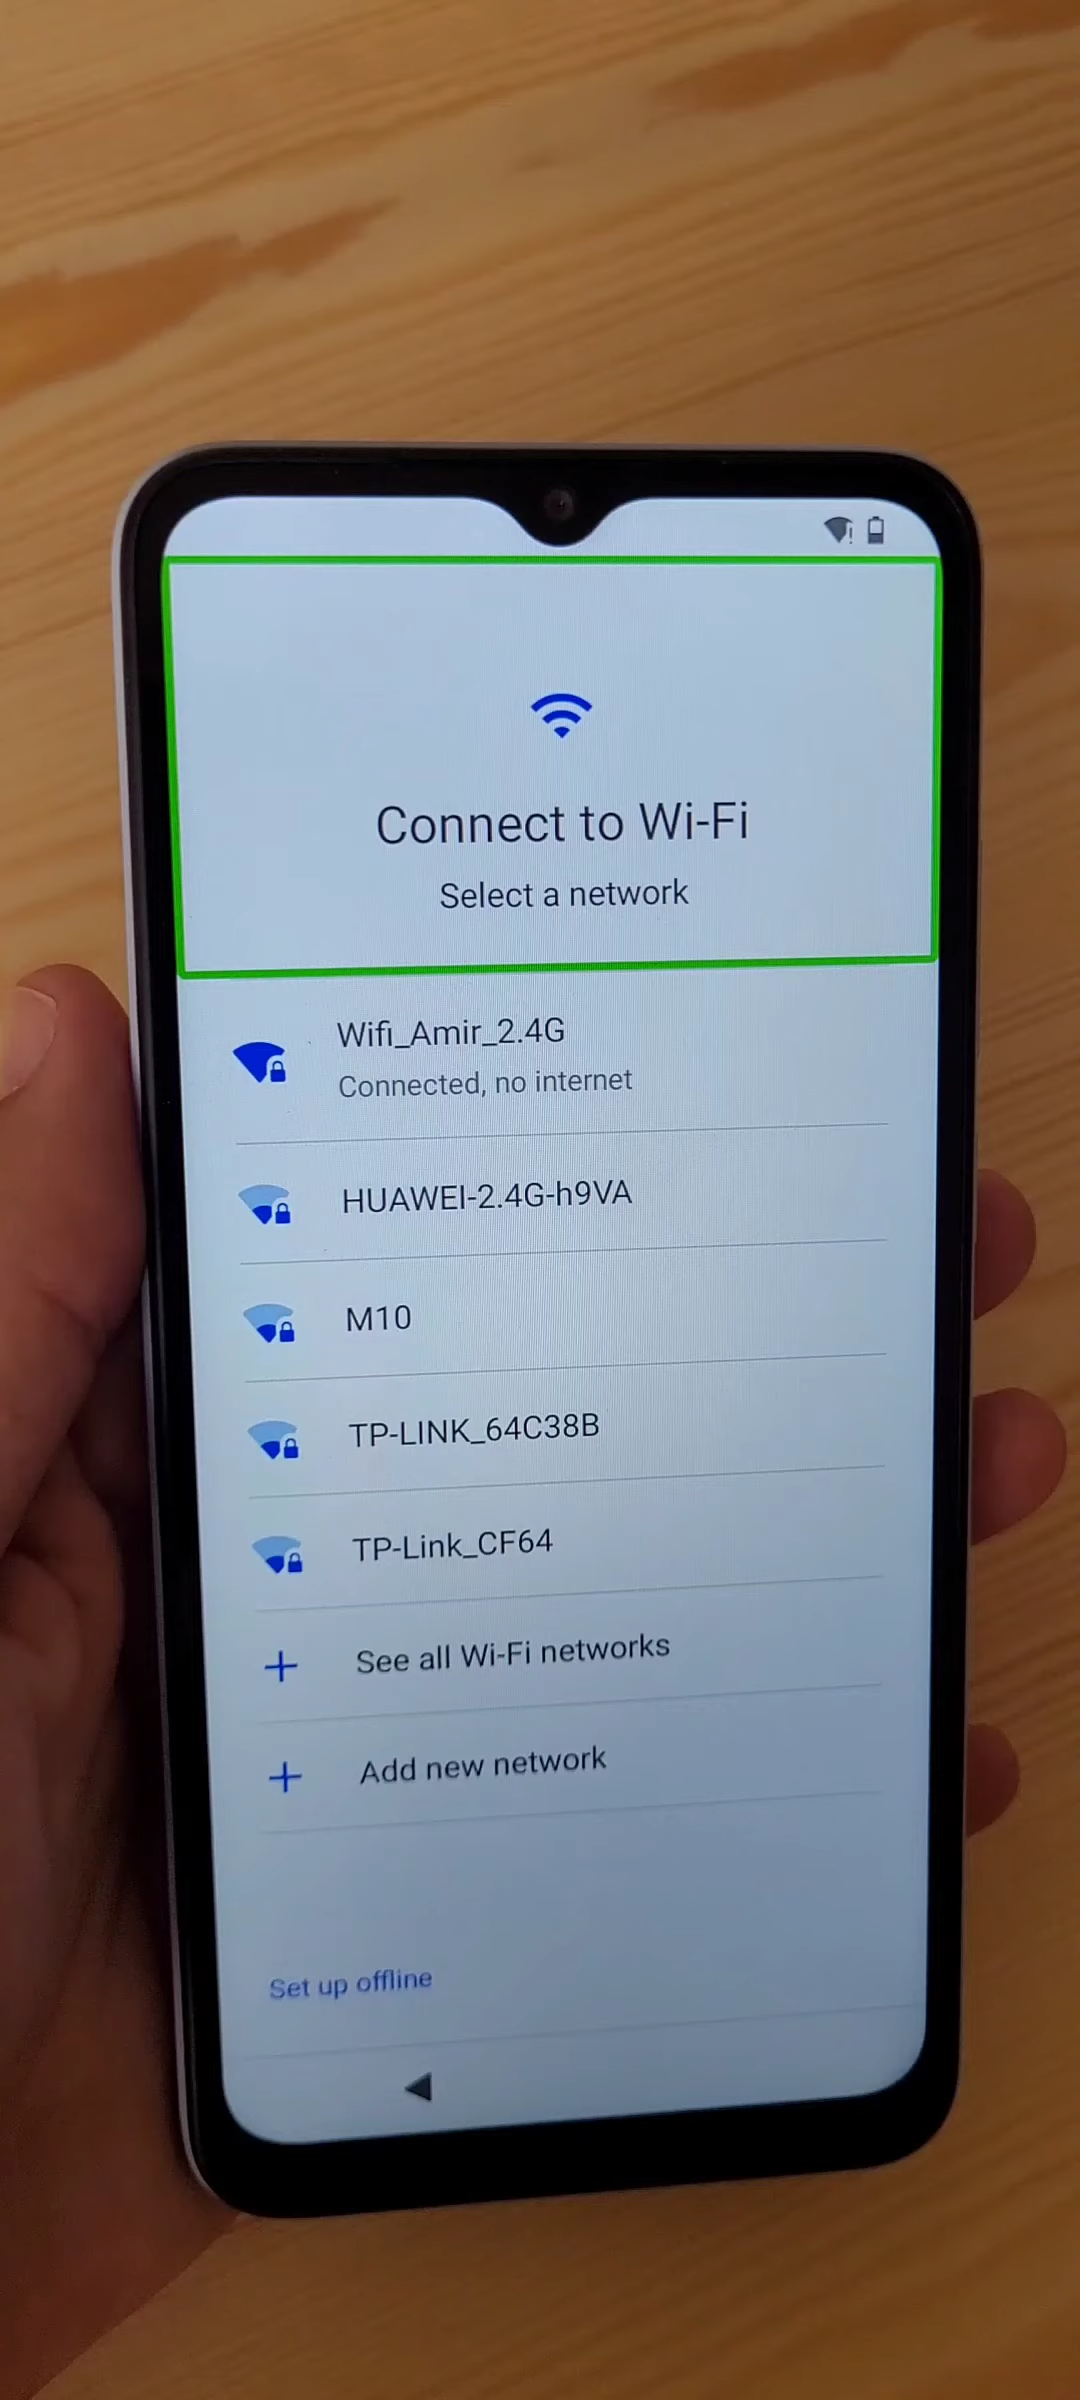 Connect to Wi-Fi
Select a network
Wifi_Amir_2.4G
Connected, no internet
HUAWEI-2.4G-h9VA
M10
TP-LINK_64C38B
TP-Link_CF64
See all Wi-Fi networks
Add new network
Set up offline